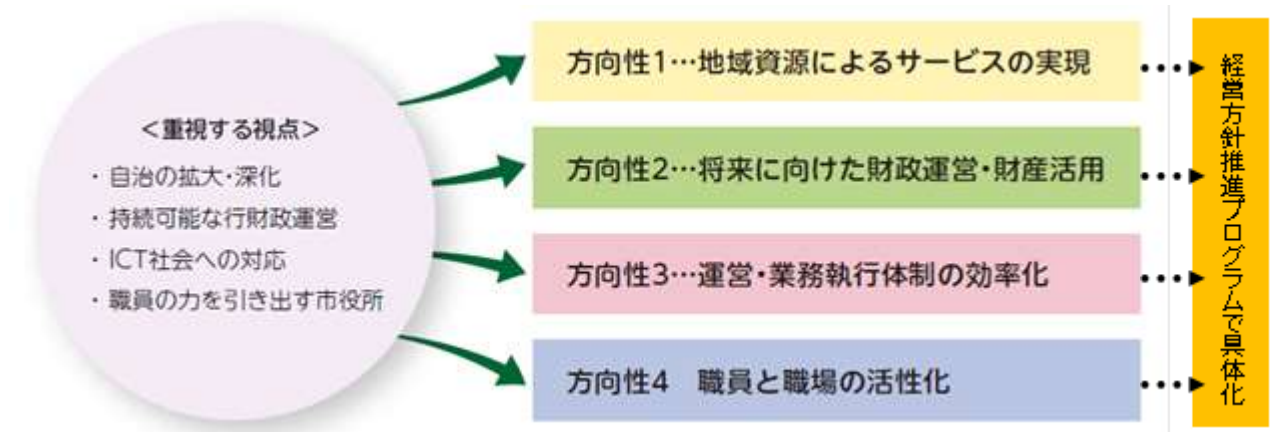 ＜重視する視点＞
・自治の拡大・深化
・持続可能な行財政運営
・ICT社会への対応
・職員の力を引き出す市役所
方向性1…地域資源によるサービスの実現
方向性2…将来に向けた財政運営・財産活用
方向性3…運営・業務執行体制の効率化
方向性4　職員と職場の活性化
経営方針推進プログラムで具体化